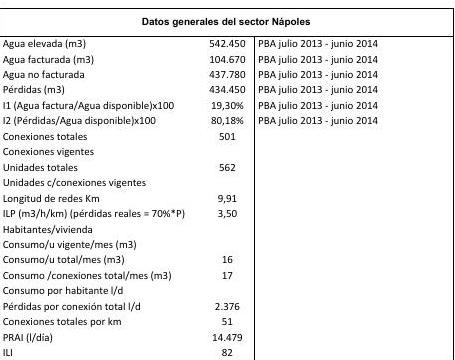 Datos generales del sector Nápoles
Agua elevada (m3) 542.450 PBA julio 2013 - junio 2014
Agua facturada (m3) 104.670 PBA julio 2013 - junio 2014
Agua no facturada 437.780 PBA julio 2013 - junio 2014
Pérdidas (m3) 434.450 PBA julio 2013 - junio 2014
I1 (Agua factura/Agua disponible)x100 19,30% PBA julio 2013 - junio 2014
I2 (Pérdidas/Agua disponible)x100 80,18% PBA julio 2013 - junio 2014
Conexiones totales 501
Conexiones vigentes
Unidades totales 562
Unidades c/conexiones vigentes
Longitud de redes Km 9,91
ILP (m3/h/km) (pérdidas reales = 70%*P) 3,50
Habitantes/vivienda
Consumo/u vigente/mes (m3)
Consumo/u total/mes (m3) 16
Consumo /conexiones total/mes (m3) 17
Consumo por habitante l/d
Pérdidas por conexión total l/d 2.376
Conexiones totales por km 51
PRAI (l/día) 14.479
ILI 82